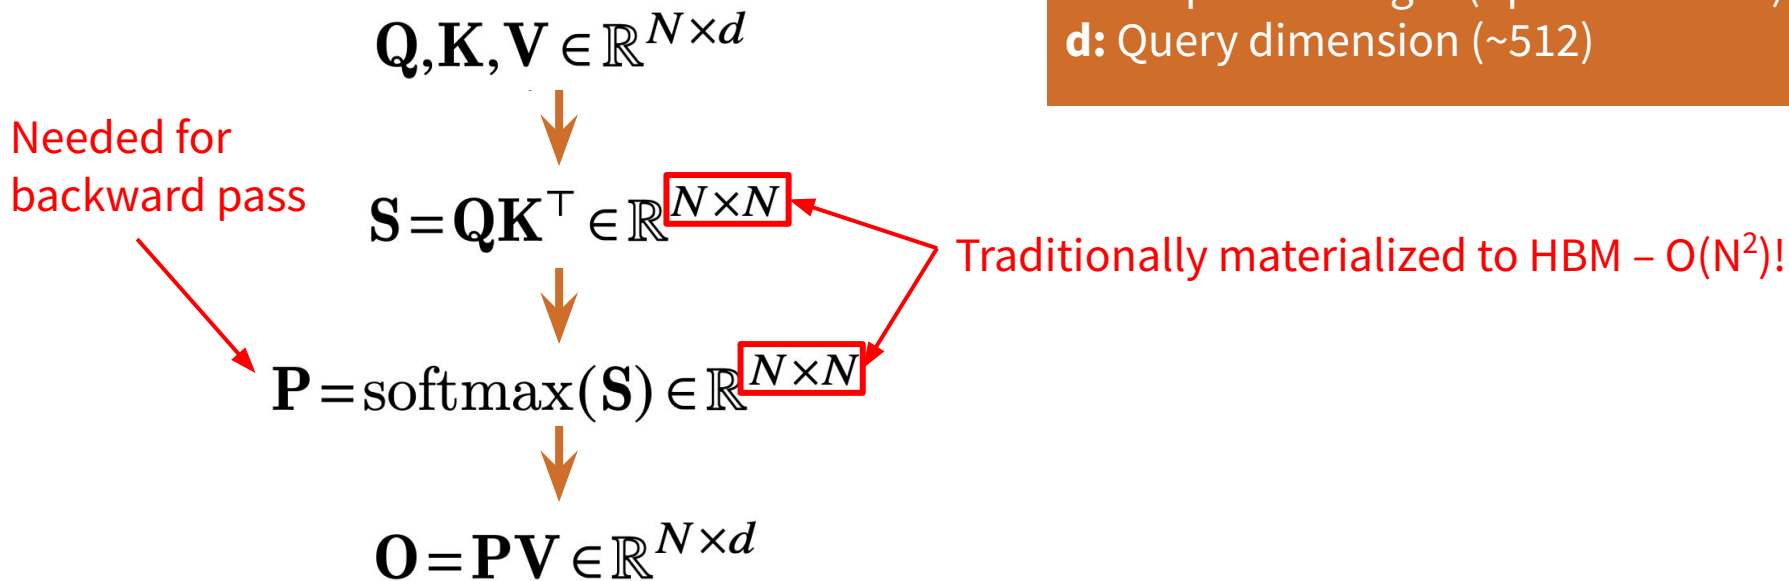 Q,K,V ∈ ℝ^{N×d}
d: Query dimension (~512)
Needed for
backward pass
S=QK^⊤ ∈ ℝ^{N×N}
Traditionally materialized to HBM – O(N²)!
P=softmax(S) ∈ ℝ^{N×N}
O=PV ∈ ℝ^{N×d}